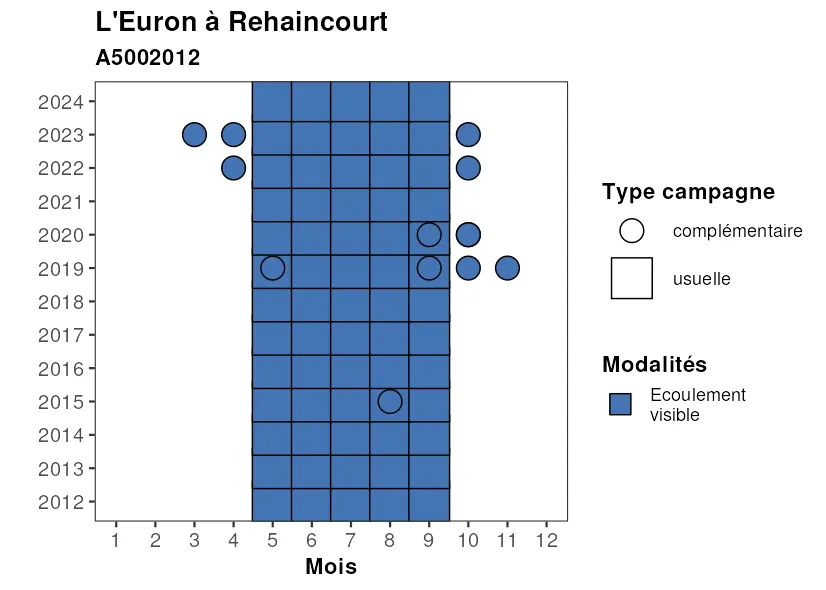 L'Euron à Rehaincourt
A5002012
2024
2023
2022
2021
2020
2019
2018
2017
2016
2015
2014
2013
2012
1 2 3 4 5 6 7 8 9 10 11 12
Mois
Type campagne
complémentaire
usuelle
Modalités
Ecoulement
visible